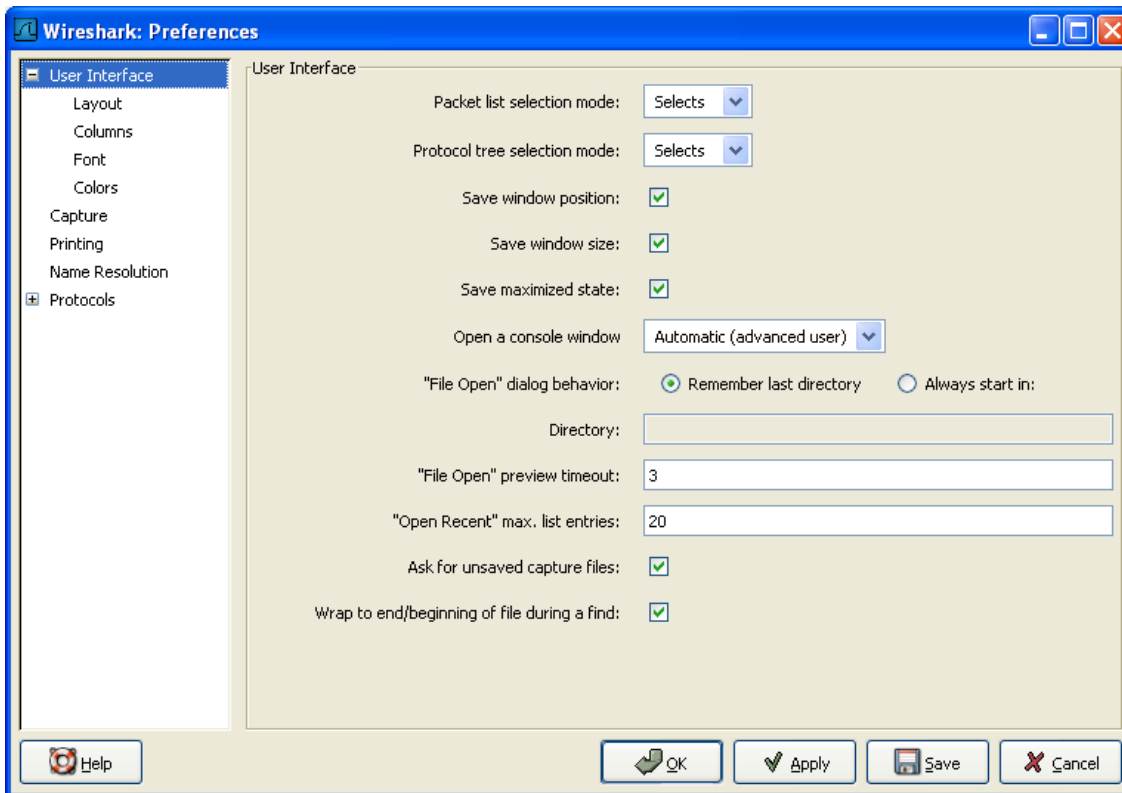 Wireshark: Preferences
User Interface
Layout
Columns
Font
Colors
Capture
Printing
Name Resolution
Protocols
User Interface
Packet list selection mode: Selects
Protocol tree selection mode: Selects
Save window position:
Save window size:
Save maximized state:
Open a console window Automatic (advanced user)
"File Open" dialog behavior: Remember last directory Always start in:
Directory:
"File Open" preview timeout: 3
"Open Recent" max. list entries: 20
Ask for unsaved capture files:
Wrap to end/beginning of file during a find:
Help OK Apply Save Cancel